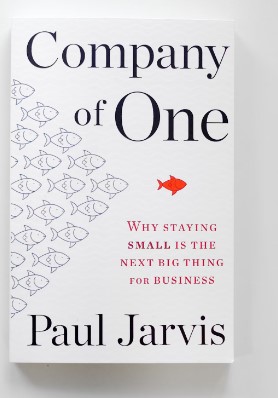 Company
of One
WHY STAYING
SMALL IS THE
NEXT BIG THING
FOR BUSINESS
Paul Jarvis